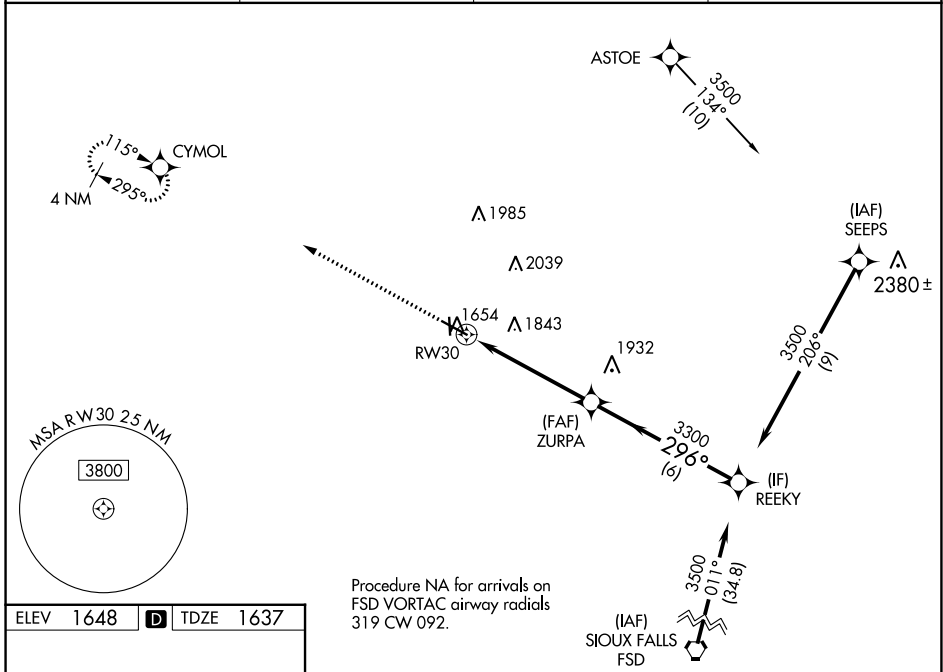 ASTOE
3500
134°
(10)
115°
CYMOL
295°
4 NM
(IAF)
SEEPS
2380 ±
1985
2039
1654
1843
RW30
1932
3500
206°
(9)
(FAF)
ZURPA
3300
296°
(6)
(IF)
REEKY
MSA RW30 25 NM
3800
3500
011°
(34.8)
Procedure NA for arrivals on
FSD VORTAC airway radials
319 CW 092.
(IAF)
SIOUX FALLS
FSD
ELEV 1648 D TDZE 1637